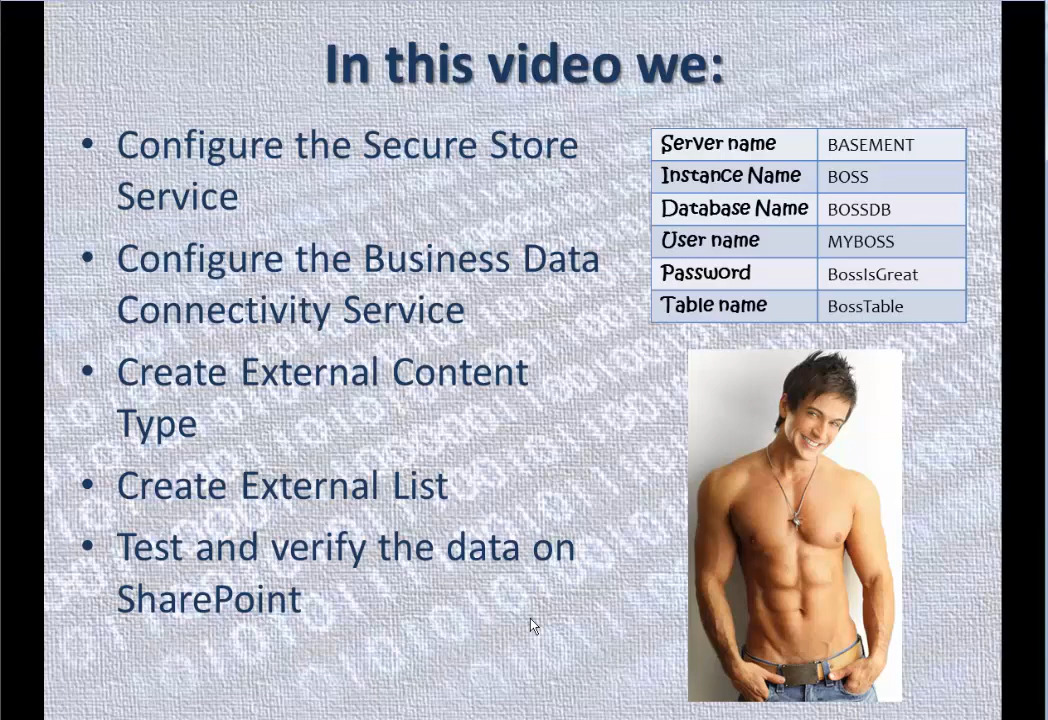 In this video we:
• Configure the Secure Store
Service
• Configure the Business Data
Connectivity Service
• Create External Content
Type
• Create External List
• Test and verify the data on
SharePoint
Server name BASEMENT
Instance Name BOSS
Database Name BOSSDB
User name MYBOSS
Password BossIsGreat
Table name BossTable